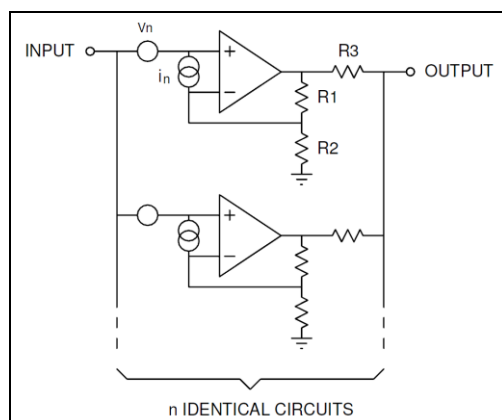 Vn
R3
INPUT
OUTPUT
+
in
R1
−
R2
+
−
n IDENTICAL CIRCUITS